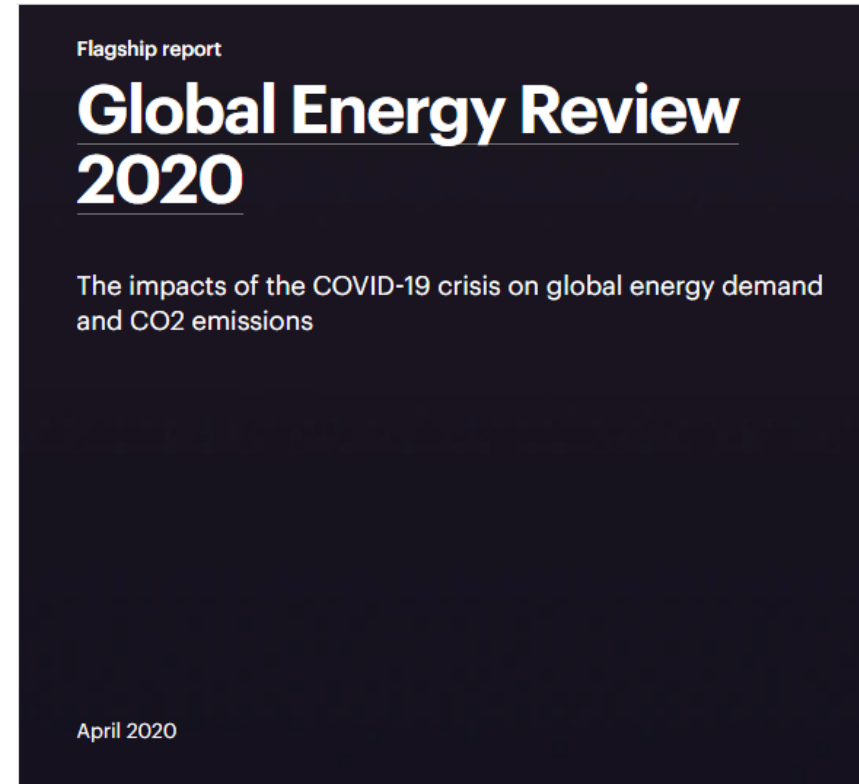 Flagship report
Global Energy Review
2020
The impacts of the COVID-19 crisis on global energy demand
and CO2 emissions
April 2020